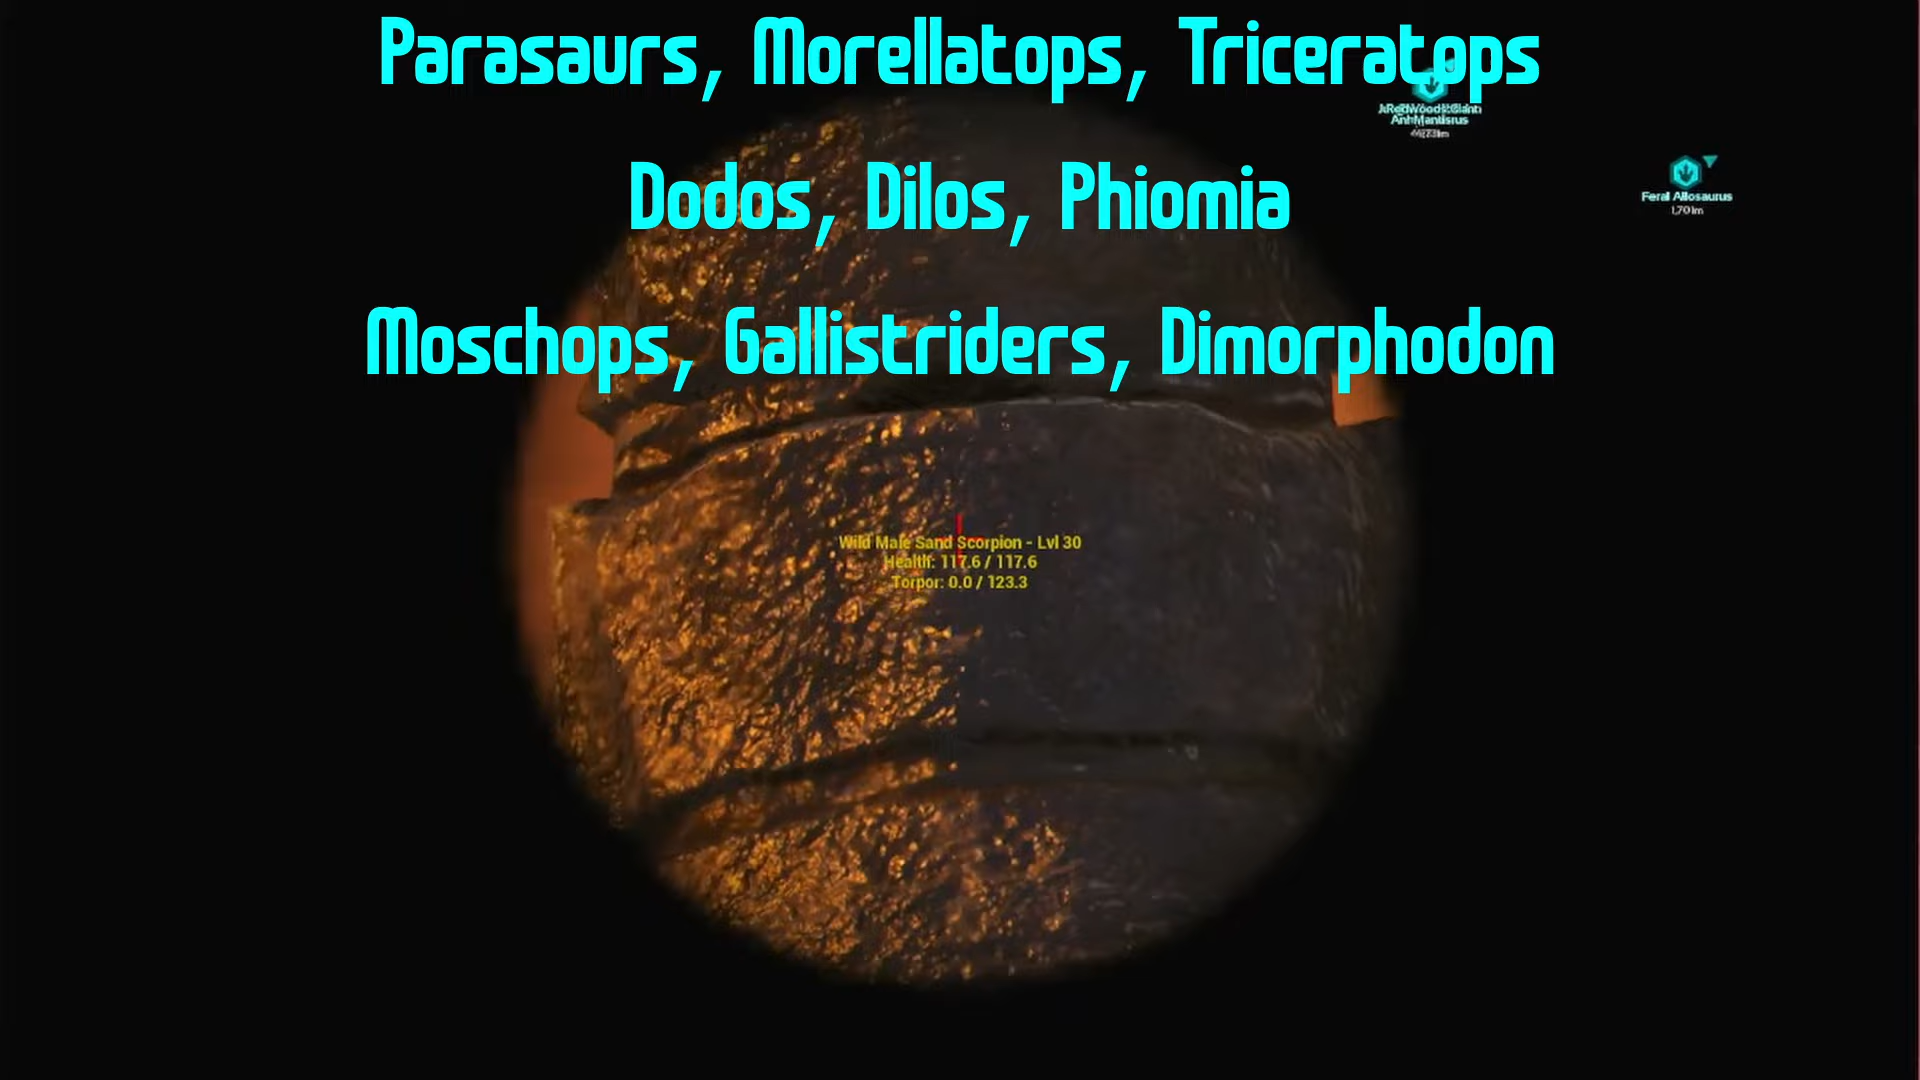 Parasaurs, Morellatops, Triceratops
Dodos, Dilos, Phiomia
Feral Allosaurus
Moschops, Gallistriders, Dimorphodon
Wild Male Sand Scorpion - Lvl 30
Health: 117.6 / 117.6
Torpor: 0.0 / 123.3